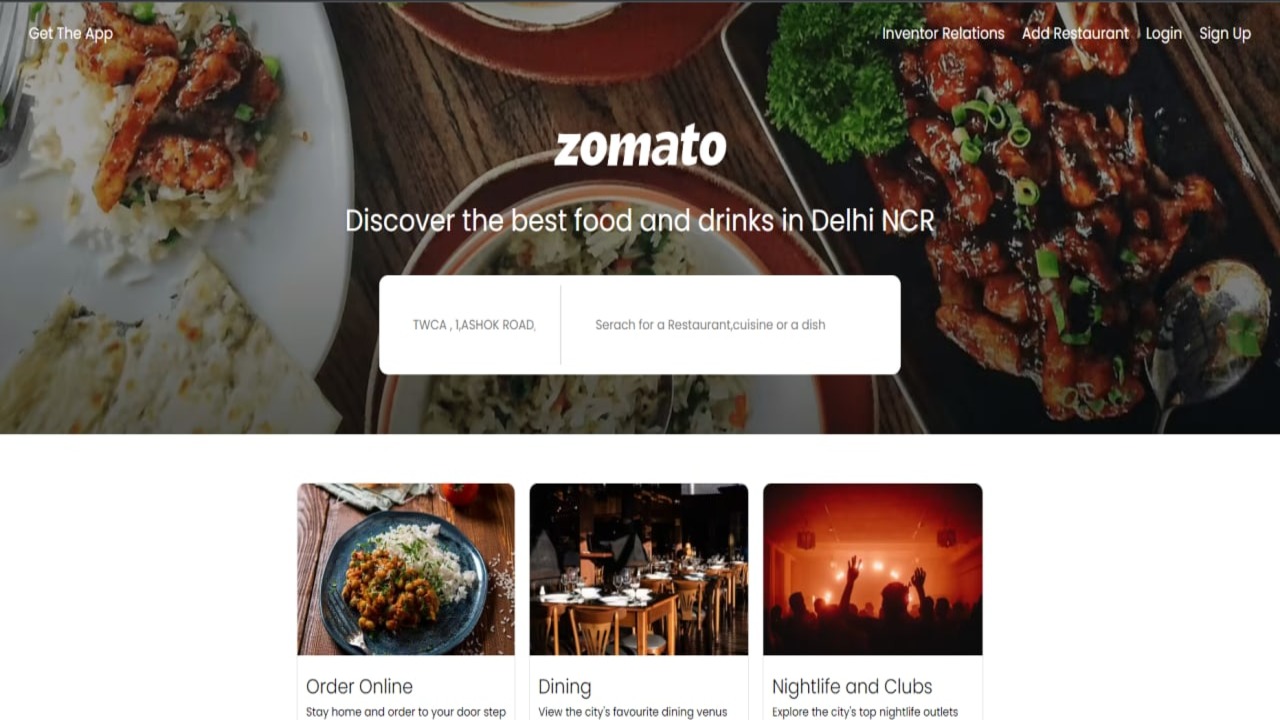 Get The App
Inventor Relations
Add Restaurant
Login
Sign Up
zomato
Discover the best food and drinks in Delhi NCR
TWCA , 1,ASHOK ROAD,
Serach for a Restaurant,cuisine or a dish
Order Online
Stay home and order to your door step
Dining
View the city's favourite dining venus
Nightlife and Clubs
Explore the city's top nightlife outlets